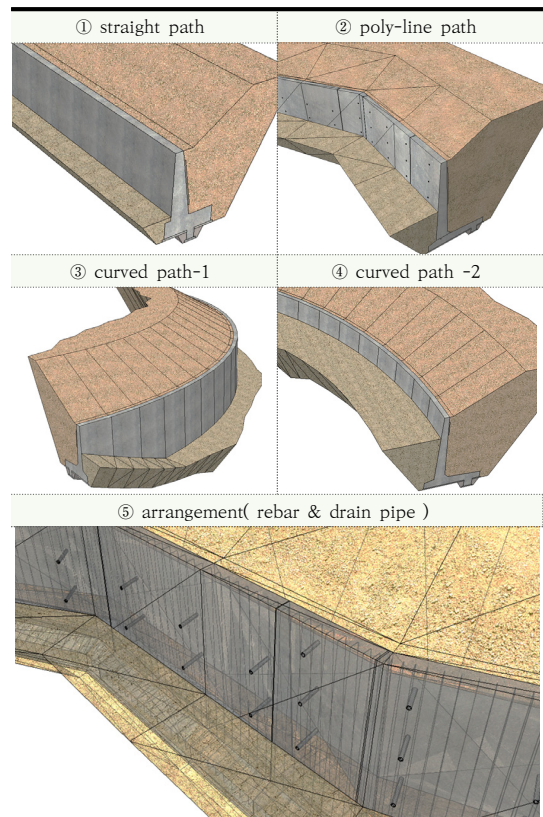 ① straight path
② poly-line path
③ curved path-1
④ curved path -2
⑤ arrangement( rebar & drain pipe )